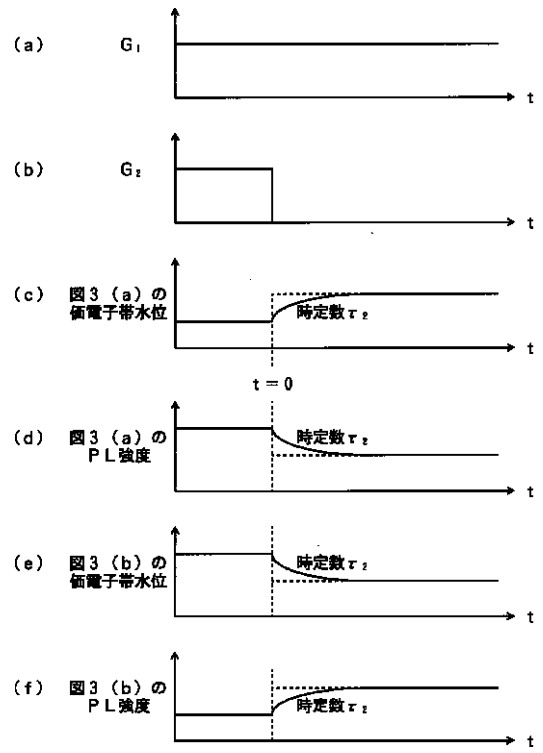 (a) G₁
t
(b) G₂
t
(c) 図3 (a) の
価電子帯水位
時定数τ₂
t
t = 0
(d) 図3 (a) の
PL強度
時定数τ₂
t
(e) 図3 (b) の
価電子帯水位
時定数τ₂
t
(f) 図3 (b) の
PL強度
時定数τ₂
t